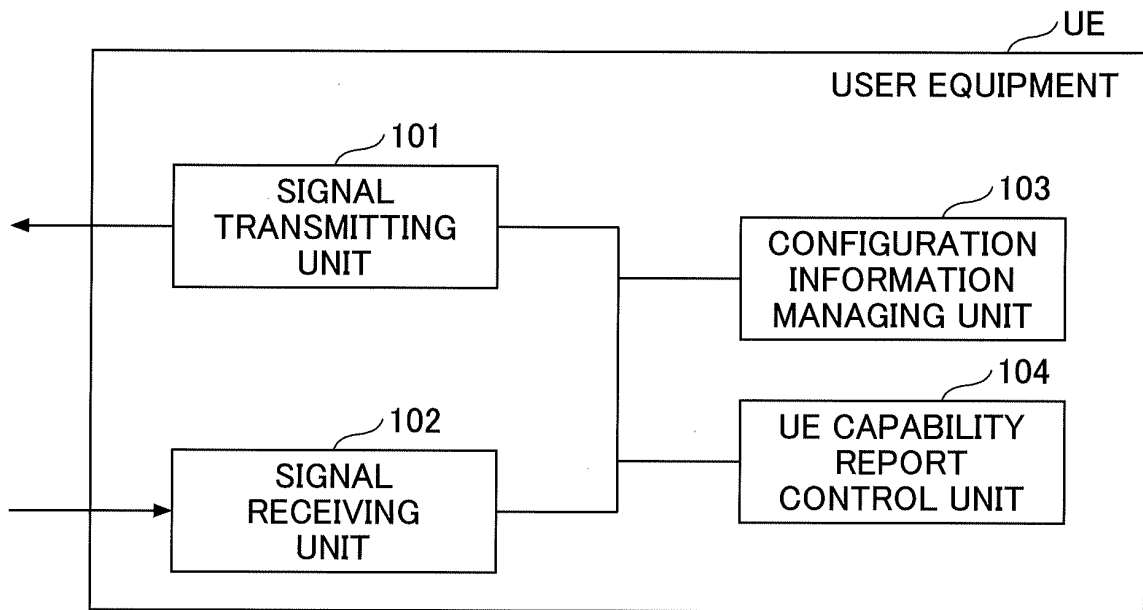 UE
USER EQUIPMENT
101
SIGNAL
TRANSMITTING
UNIT
103
CONFIGURATION
INFORMATION
MANAGING UNIT
102
SIGNAL
RECEIVING
UNIT
104
UE CAPABILITY
REPORT
CONTROL UNIT